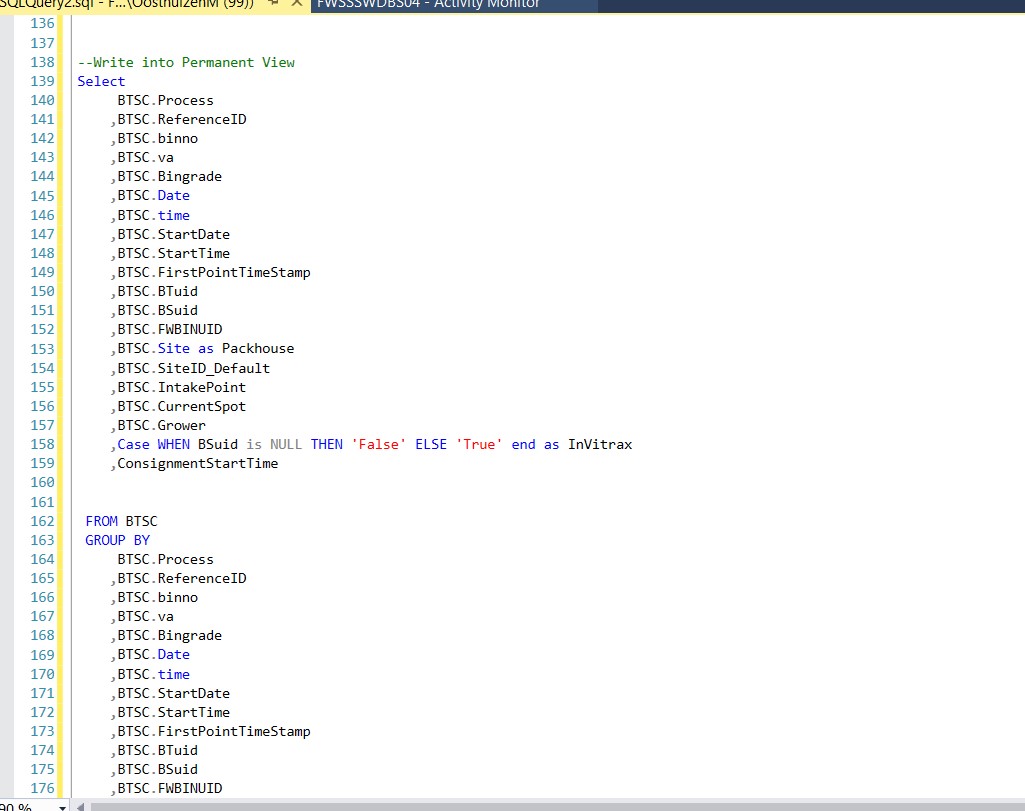 SQLQuery2.sql - F...\OosthuizenM (99))
FWSSSWDBS04 - Activity Monitor
136
137
138 --Write into Permanent View
139 Select
140 BTSC.Process
141 ,BTSC.ReferenceID
142 ,BTSC.binno
143 ,BTSC.va
144 ,BTSC.Bingrade
145 ,BTSC.Date
146 ,BTSC.time
147 ,BTSC.StartDate
148 ,BTSC.StartTime
149 ,BTSC.FirstPointTimeStamp
150 ,BTSC.BTuid
151 ,BTSC.BSuid
152 ,BTSC.FWBINUID
153 ,BTSC.Site as Packhouse
154 ,BTSC.SiteID_Default
155 ,BTSC.IntakePoint
156 ,BTSC.CurrentSpot
157 ,BTSC.Grower
158 ,Case WHEN BSuid is NULL THEN 'False' ELSE 'True' end as InVitrax
159 ,ConsignmentStartTime
160
161
162 FROM BTSC
163 GROUP BY
164 BTSC.Process
165 ,BTSC.ReferenceID
166 ,BTSC.binno
167 ,BTSC.va
168 ,BTSC.Bingrade
169 ,BTSC.Date
170 ,BTSC.time
171 ,BTSC.StartDate
172 ,BTSC.StartTime
173 ,BTSC.FirstPointTimeStamp
174 ,BTSC.BTuid
175 ,BTSC.BSuid
176 ,BTSC.FWBINUID
90 %